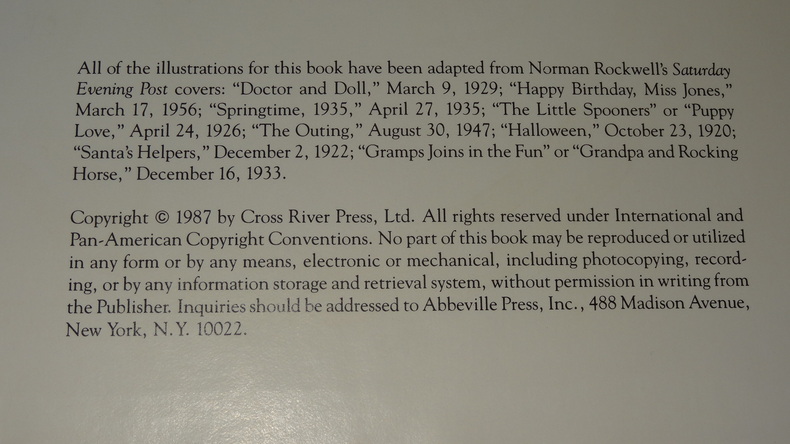 All of the illustrations for this book have been adapted from Norman Rockwell's Saturday
Evening Post covers: “Doctor and Doll,” March 9, 1929; “Happy Birthday, Miss Jones,”
March 17, 1956; “Springtime, 1935,” April 27, 1935; “The Little Spooners” or “Puppy
Love,” April 24, 1926; “The Outing,” August 30, 1947; “Halloween,” October 23, 1920;
“Santa's Helpers,” December 2, 1922; “Gramps Joins in the Fun” or “Grandpa and Rocking
Horse,” December 16, 1933.
Copyright © 1987 by Cross River Press, Ltd. All rights reserved under International and
Pan-American Copyright Conventions. No part of this book may be reproduced or utilized
in any form or by any means, electronic or mechanical, including photocopying, record-
ing, or by any information storage and retrieval system, without permission in writing from
the Publisher. Inquiries should be addressed to Abbeville Press, Inc., 488 Madison Avenue,
New York, N.Y. 10022.